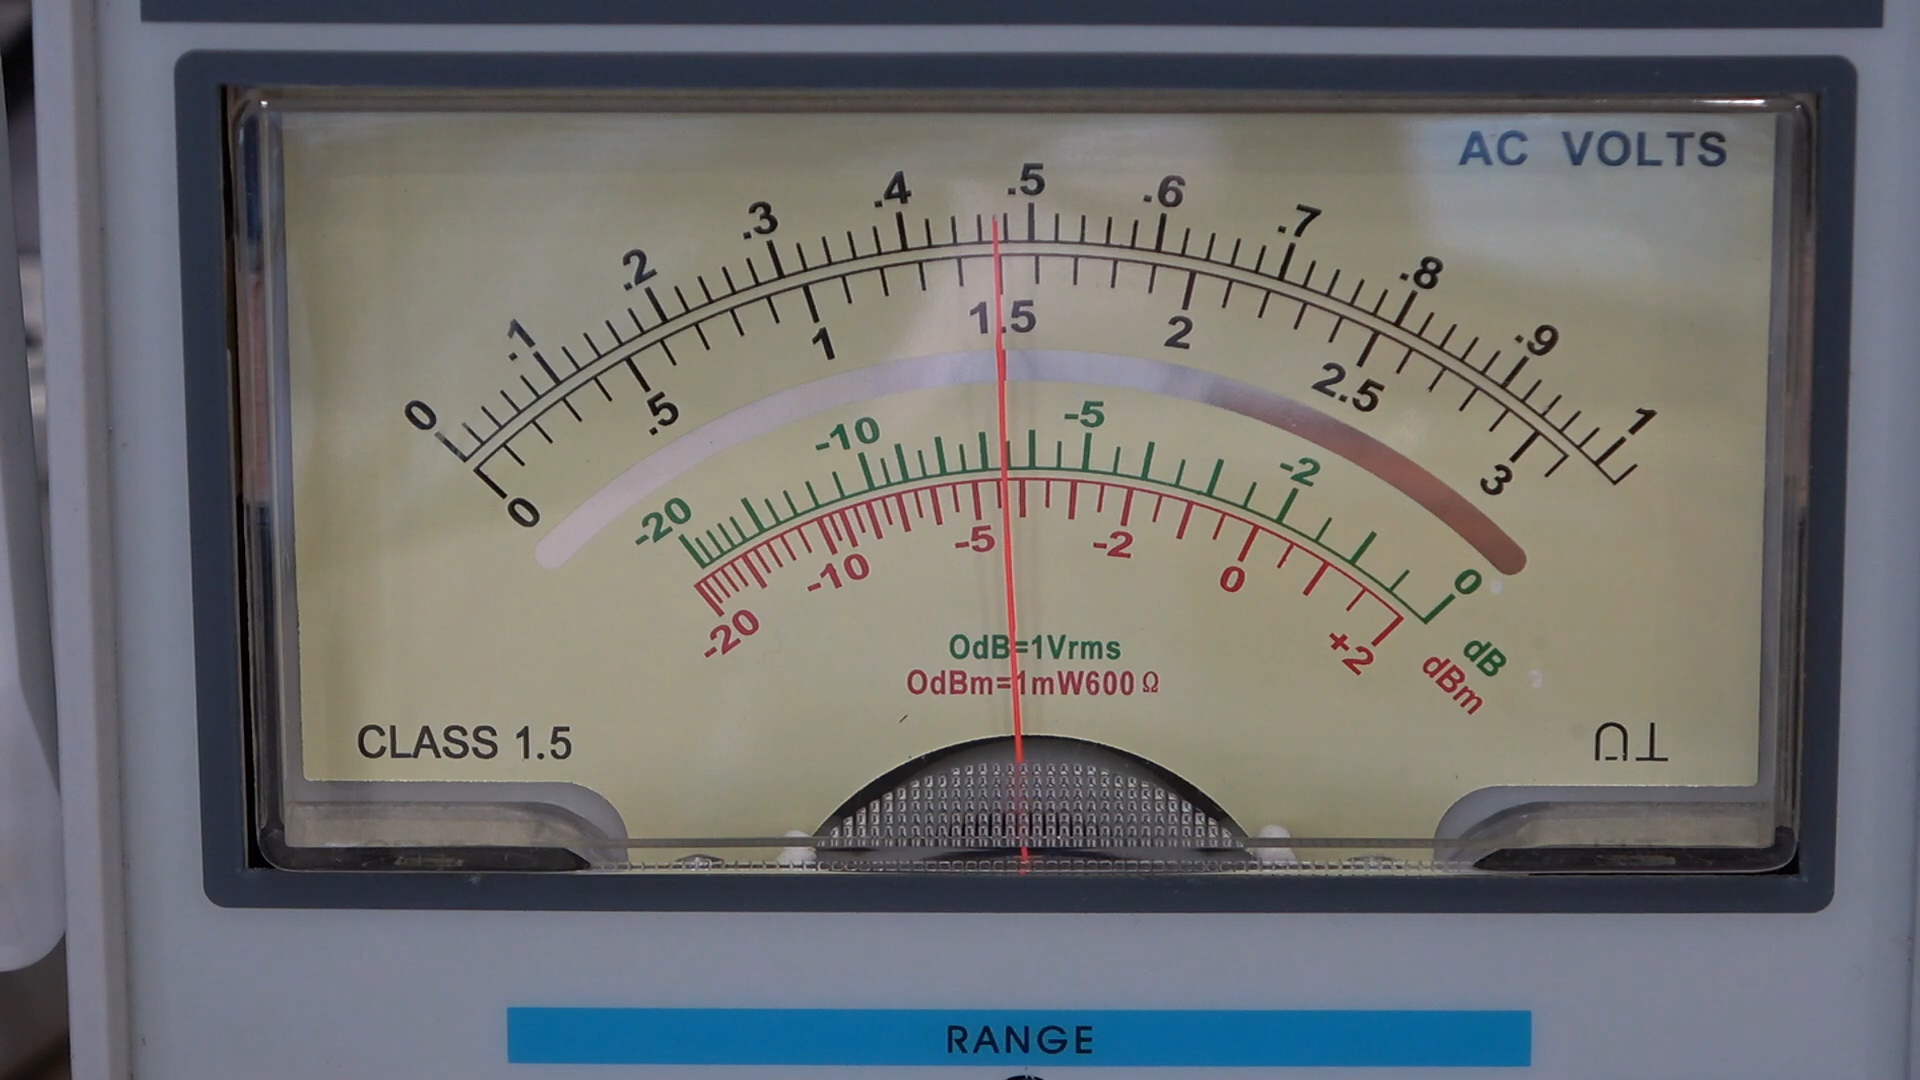 AC VOLTS
0 .1 .2 .3 .4 .5 .6 .7 .8 .9 1
0 .5 1 1.5 2 2.5 3
-20 -10 -5 -2 0 dB
-20 -10 -5 -2 0 +2 dBm
OdB=1Vrms
OdBm=1mW600Ω
CLASS 1.5
RANGE